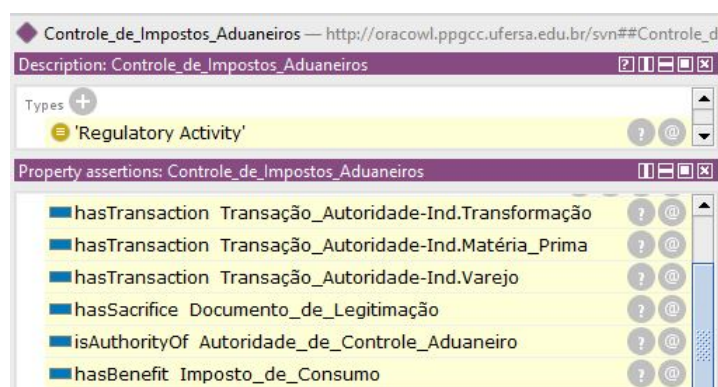 Controle_de_Impostos_Aduaneiros — http://oracowl.ppgcc.ufersa.edu.br/svn##Controle_d
Description: Controle_de_Impostos_Aduaneiros
Types
'Regulatory Activity'
Property assertions: Controle_de_Impostos_Aduaneiros
hasTransaction Transação_Autoridade-Ind.Transformação
hasTransaction Transação_Autoridade-Ind.Matéria_Prima
hasTransaction Transação_Autoridade-Ind.Varejo
hasSacrifice Documento_de_Legitimação
isAuthorityOf Autoridade_de_Controle_Aduaneiro
hasBenefit Imposto_de_Consumo